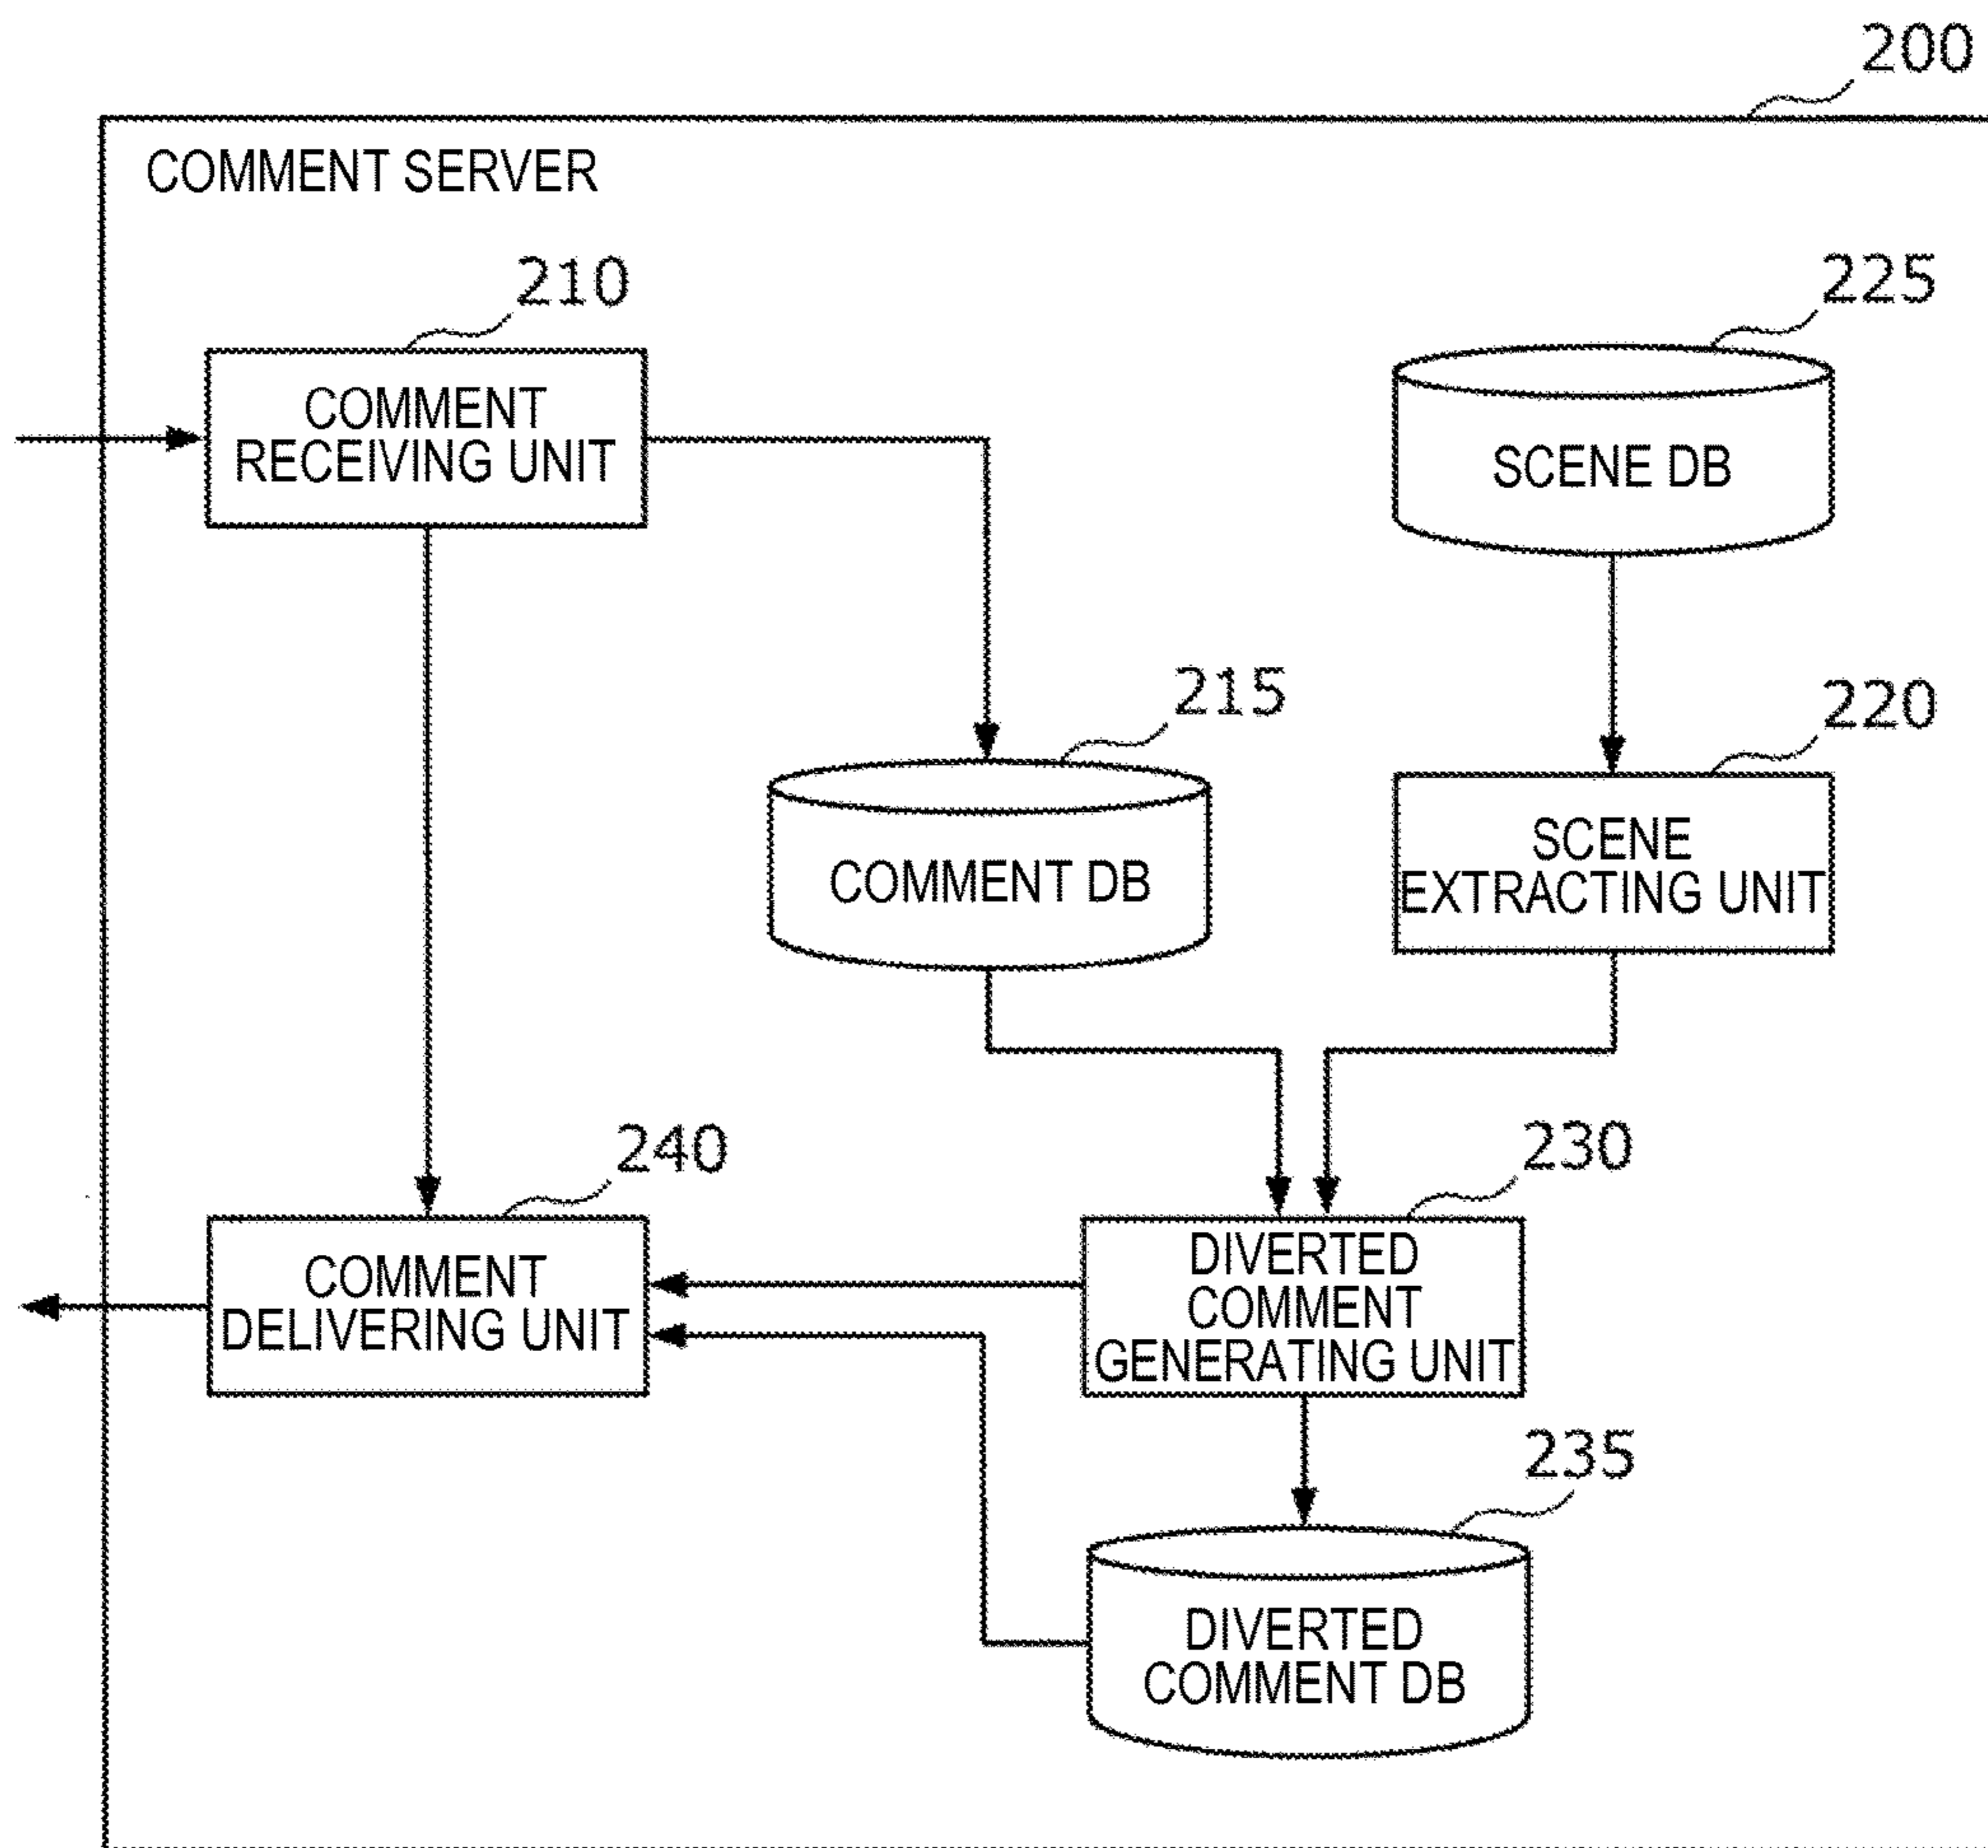 200
COMMENT SERVER
210
COMMENT
RECEIVING UNIT
225
SCENE DB
215
COMMENT DB
220
SCENE
EXTRACTING UNIT
240
COMMENT
DELIVERING UNIT
230
DIVERTED
COMMENT
GENERATING UNIT
235
DIVERTED
COMMENT DB